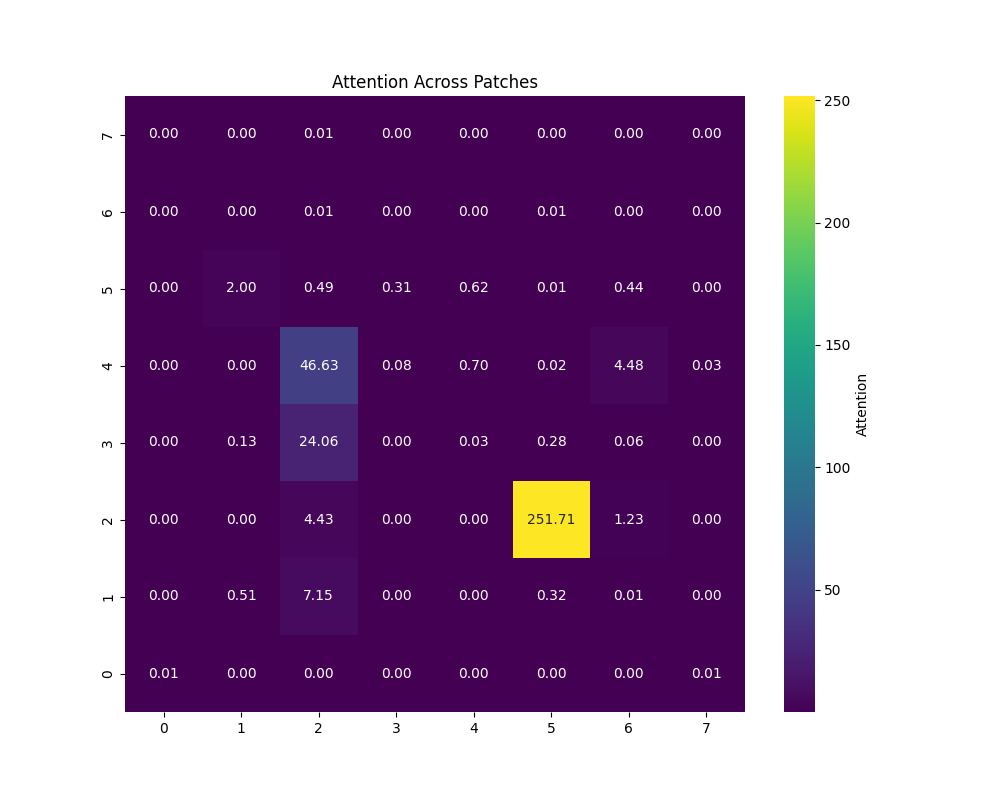 Attention Across Patches
7 0.00 0.00 0.01 0.00 0.00 0.00 0.00 0.00
6 0.00 0.00 0.01 0.00 0.00 0.01 0.00 0.00
5 0.00 2.00 0.49 0.31 0.62 0.01 0.44 0.00
4 0.00 0.00 46.63 0.08 0.70 0.02 4.48 0.03
3 0.00 0.13 24.06 0.00 0.03 0.28 0.06 0.00
2 0.00 0.00 4.43 0.00 0.00 251.71 1.23 0.00
1 0.00 0.51 7.15 0.00 0.00 0.32 0.01 0.00
0 0.01 0.00 0.00 0.00 0.00 0.00 0.00 0.01
0 1 2 3 4 5 6 7
250
200
150
100
50
Attention